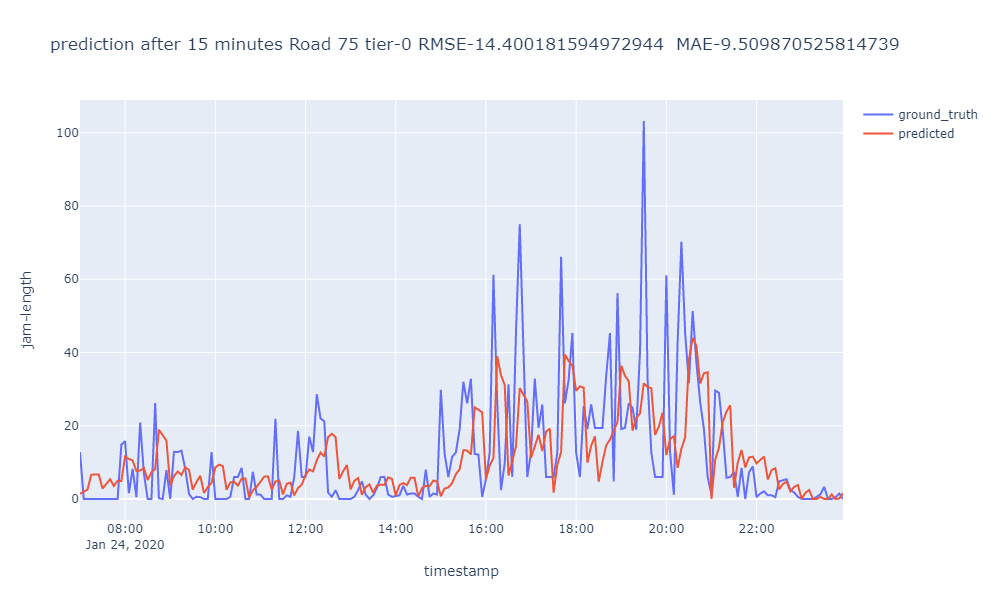 prediction after 15 minutes Road 75 tier-0 RMSE-14.400181594972944  MAE-9.509870525814739
ground_truth
predicted
100
80
60
40
20
0
jam-length
08:00 10:00 12:00 14:00 16:00 18:00 20:00 22:00
Jan 24, 2020
timestamp